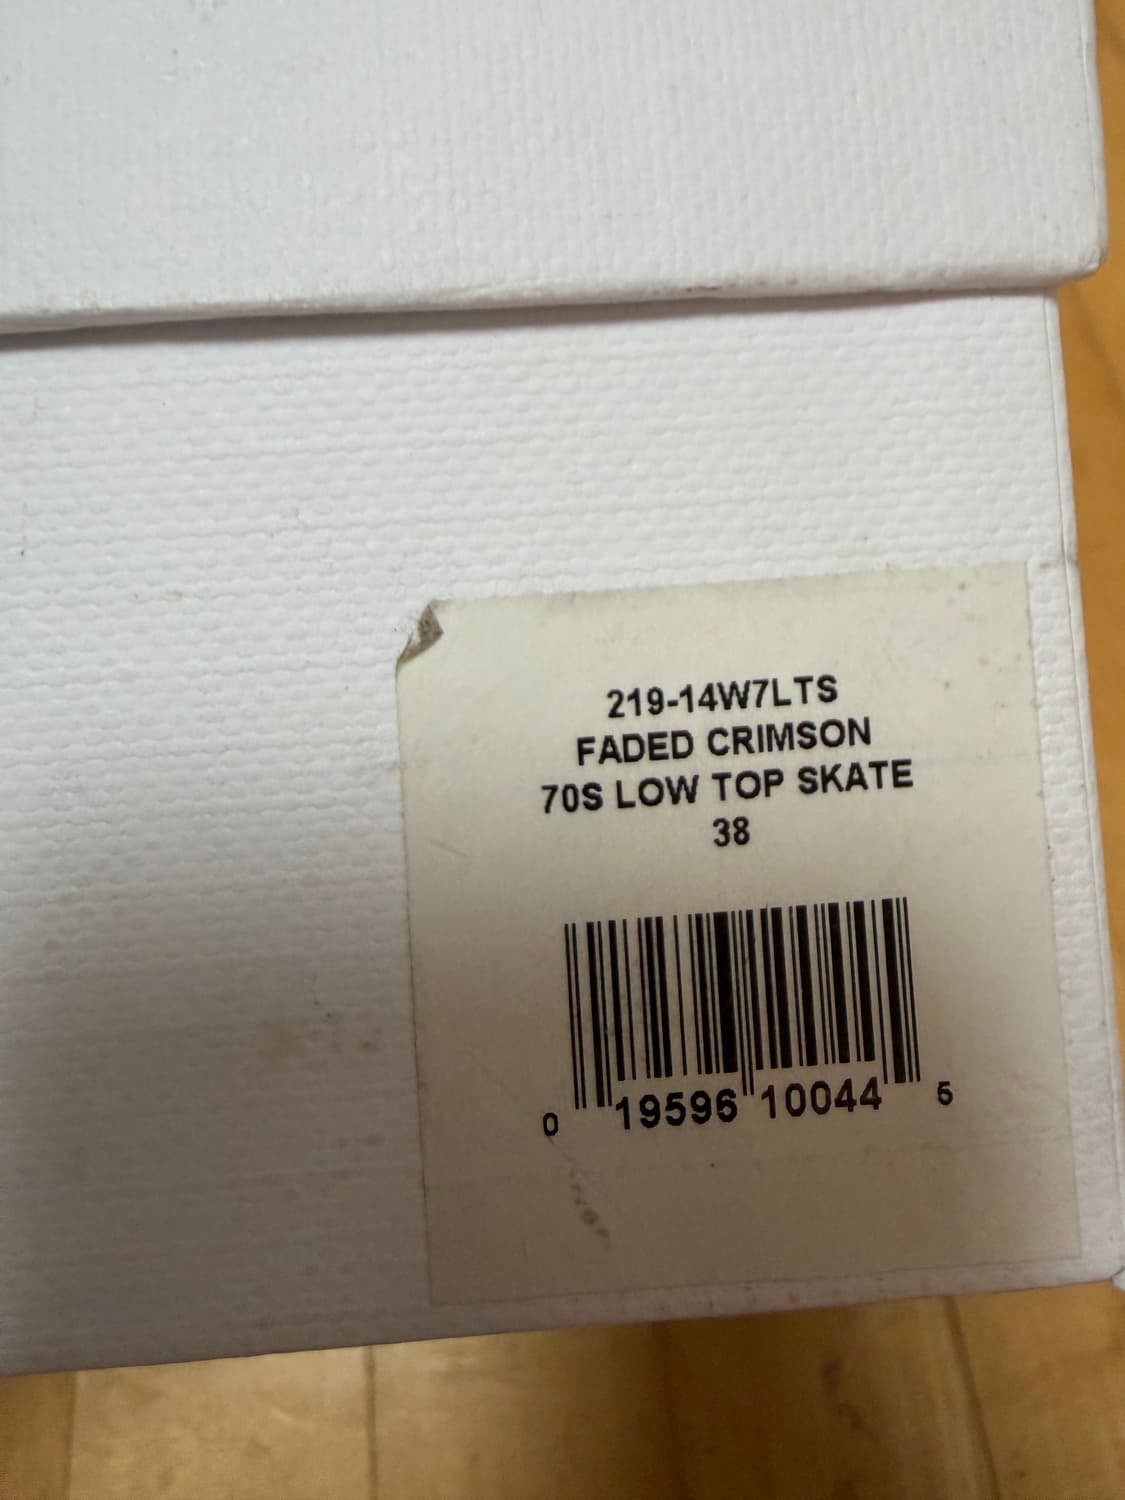 219-14W7LTS
FADED CRIMSON
70S LOW TOP SKATE
38
0 19596 10044 5